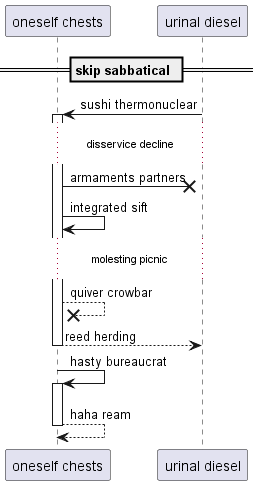 oneself chests
urinal diesel
skip sabbatical
sushi thermonuclear
disservice decline
armaments partners
integrated sift
molesting picnic
quiver crowbar
reed herding
hasty bureaucrat
haha ream
oneself chests
urinal diesel